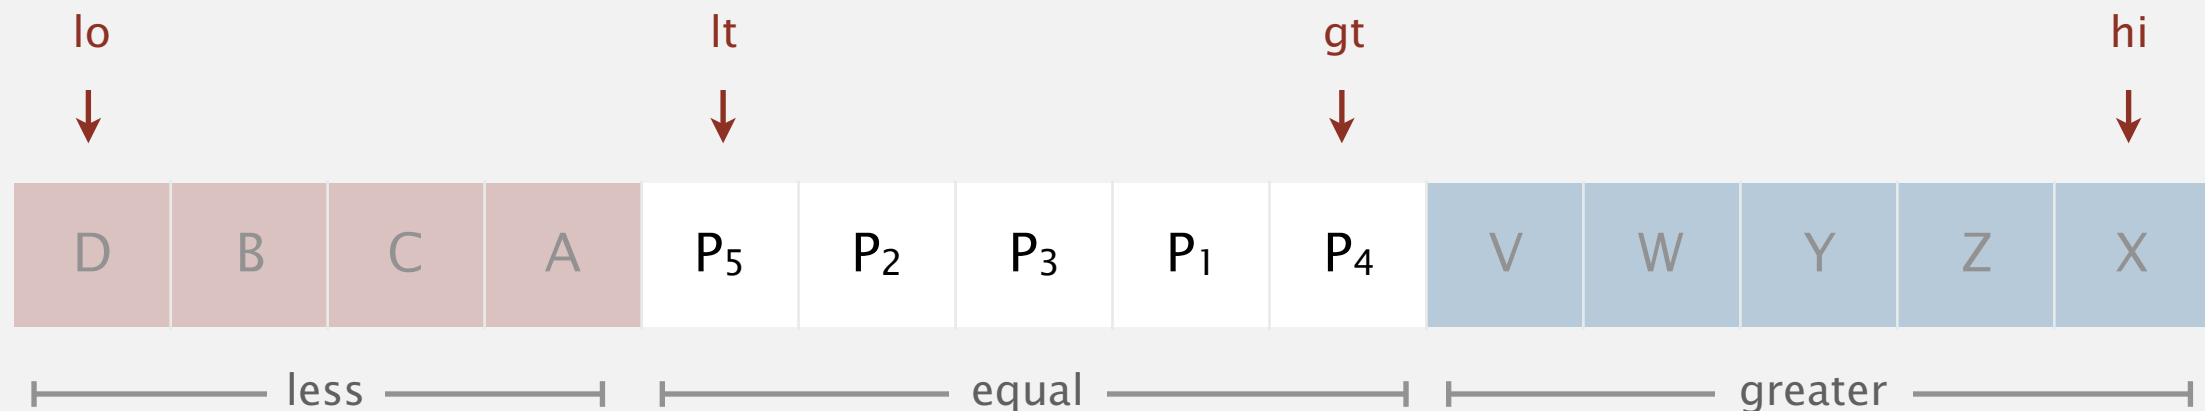 lo lt gt hi
D B C A P₅ P₂ P₃ P₁ P₄ V W Y Z X
less equal greater